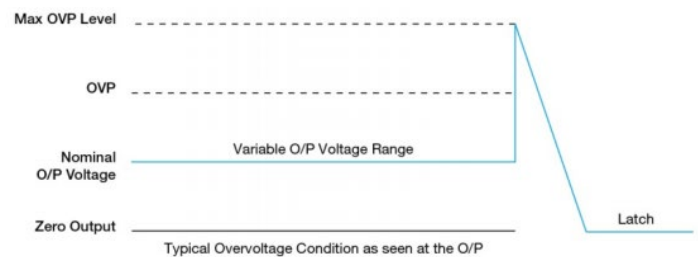 Max OVP Level
OVP
Variable O/P Voltage Range
Nominal
O/P Voltage
Zero Output
Latch
Typical Overvoltage Condition as seen at the O/P